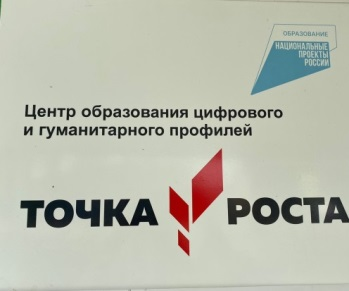 ОБРАЗОВАНИЕ
НАЦИОНАЛЬНЫЕ
ПРОЕКТЫ
РОССИИ
Центр образования цифрового
и гуманитарного профилей
ТОЧКА РОСТА